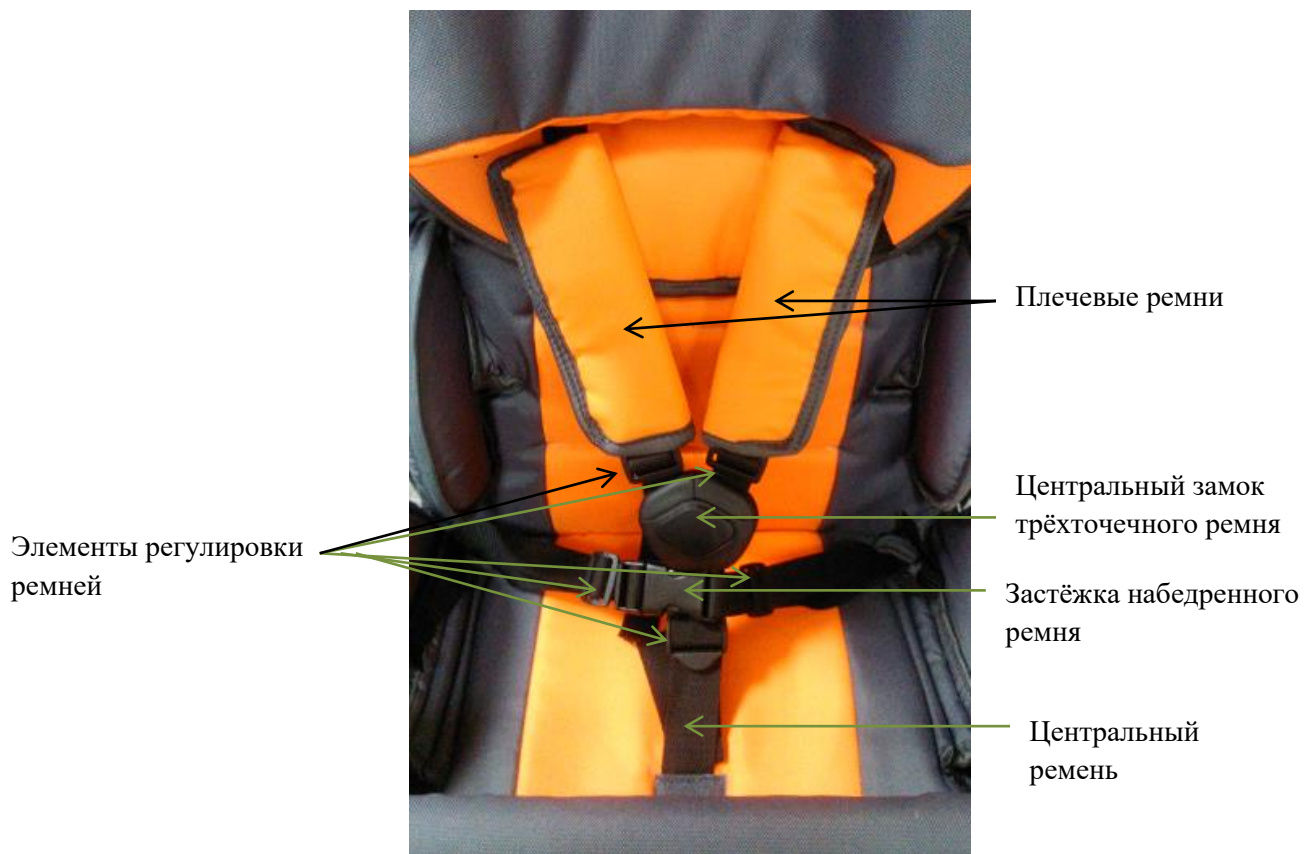 Плечевые ремни
Центральный замок
трёхточечного ремня
Элементы регулировки
ремней
Застёжка набедренного
ремня
Центральный
ремень